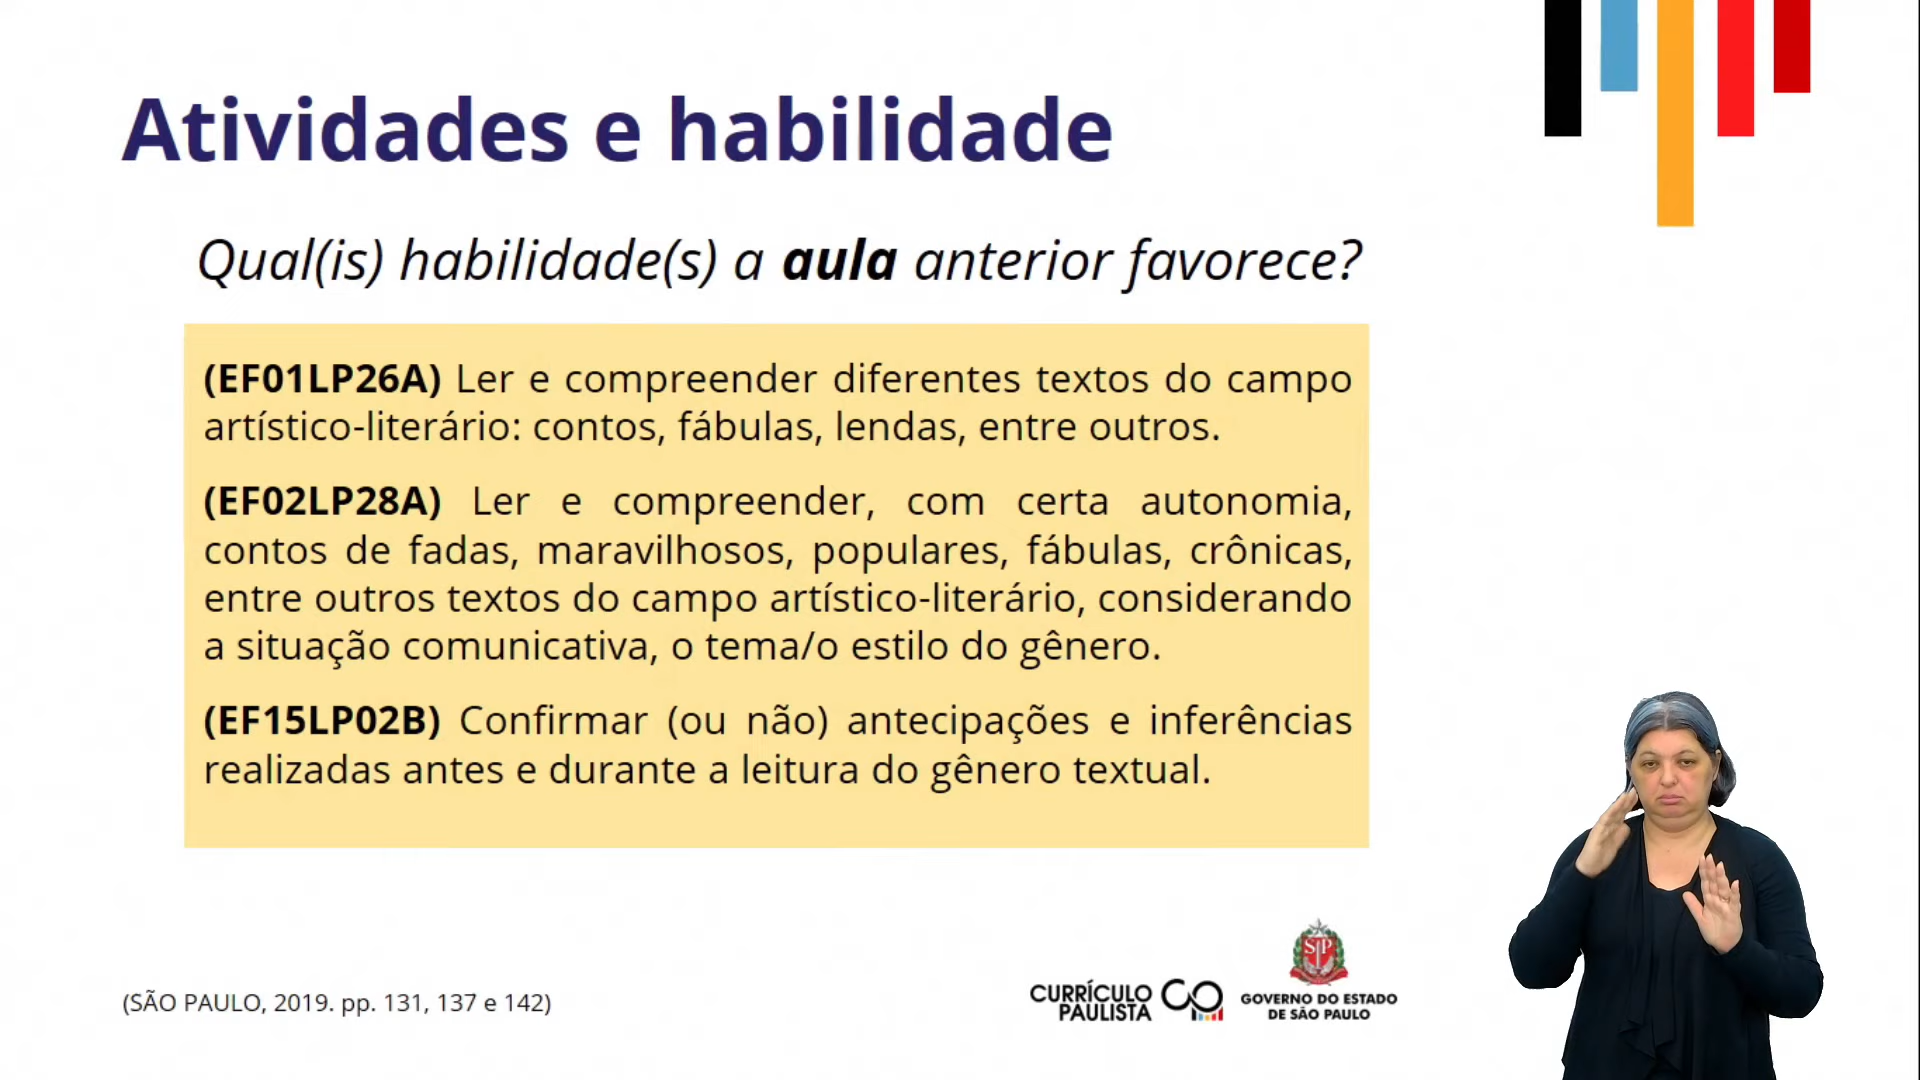 Atividades e habilidade
Qual(is) habilidade(s) a aula anterior favorece?
(EF01LP26A) Ler e compreender diferentes textos do campo
artístico-literário: contos, fábulas, lendas, entre outros.
(EF02LP28A) Ler e compreender, com certa autonomia,
contos de fadas, maravilhosos, populares, fábulas, crônicas,
entre outros textos do campo artístico-literário, considerando
a situação comunicativa, o tema/o estilo do gênero.
(EF15LP02B) Confirmar (ou não) antecipações e inferências
realizadas antes e durante a leitura do gênero textual.
(SÃO PAULO, 2019. pp. 131, 137 e 142)
CURRÍCULO
PAULISTA
SP
GOVERNO DO ESTADO
DE SÃO PAULO